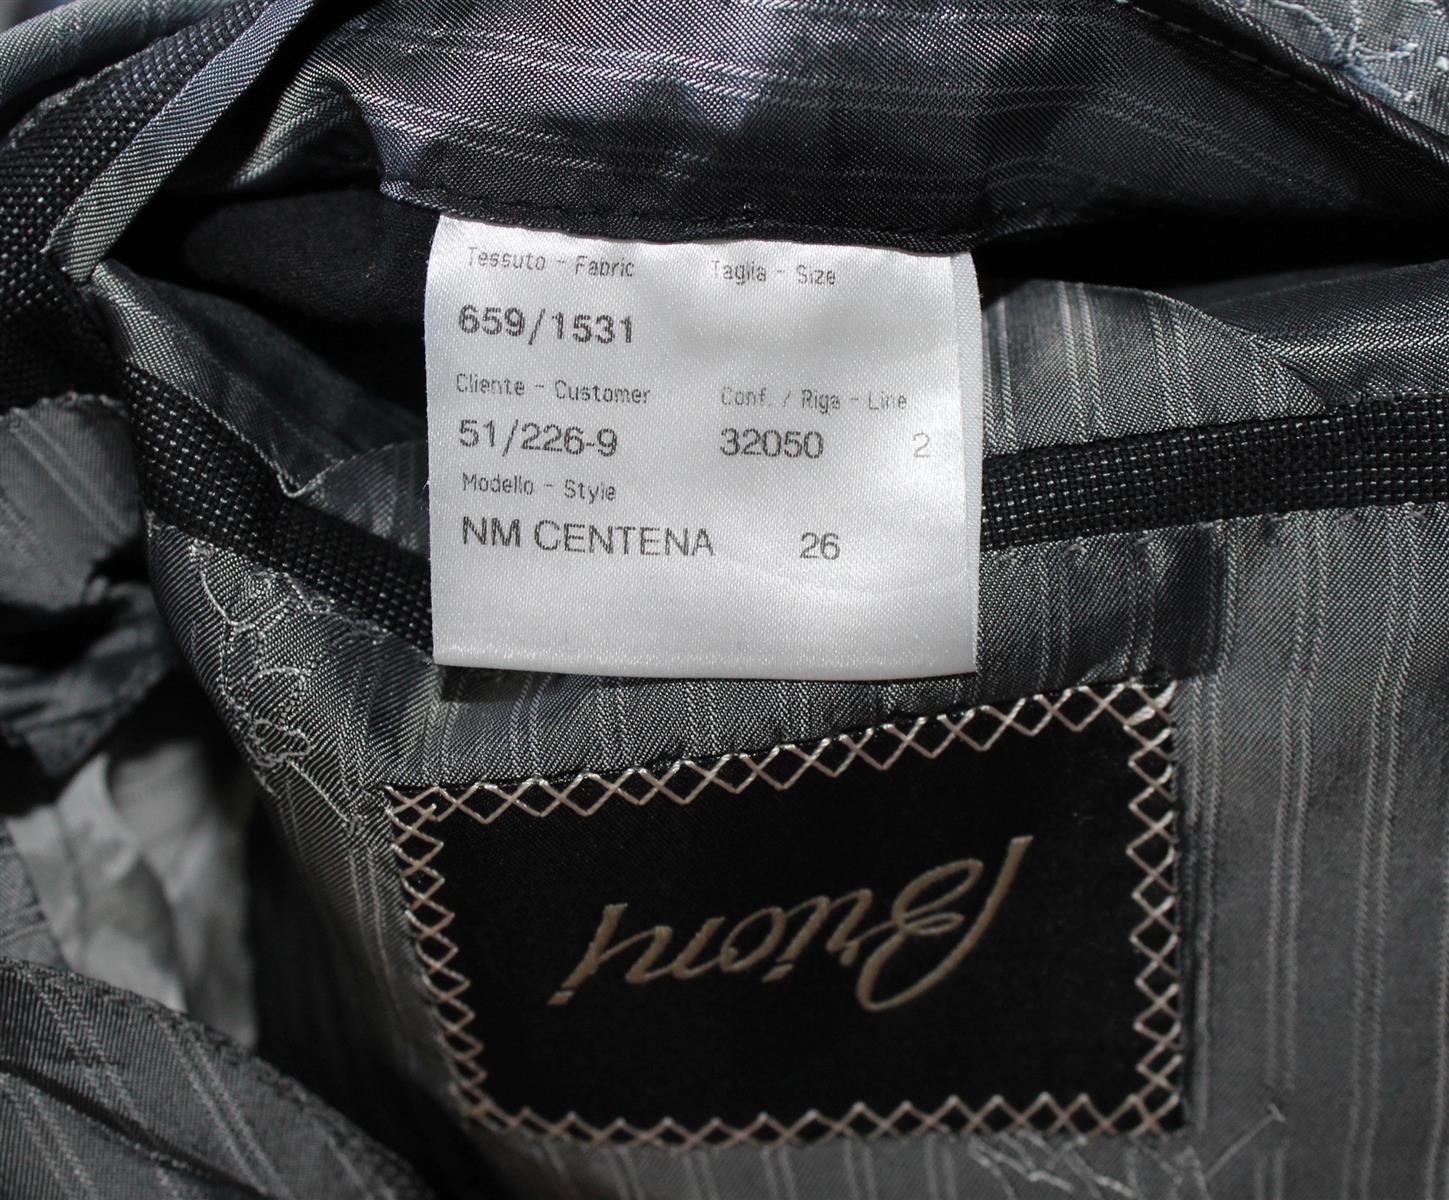 Tessuto - Fabric Taglia - Size
659/1531
Cliente - Customer Conf. / Riga - Line
51/226-9 32050 2
Modello - Style
NM CENTENA 26
Brioni